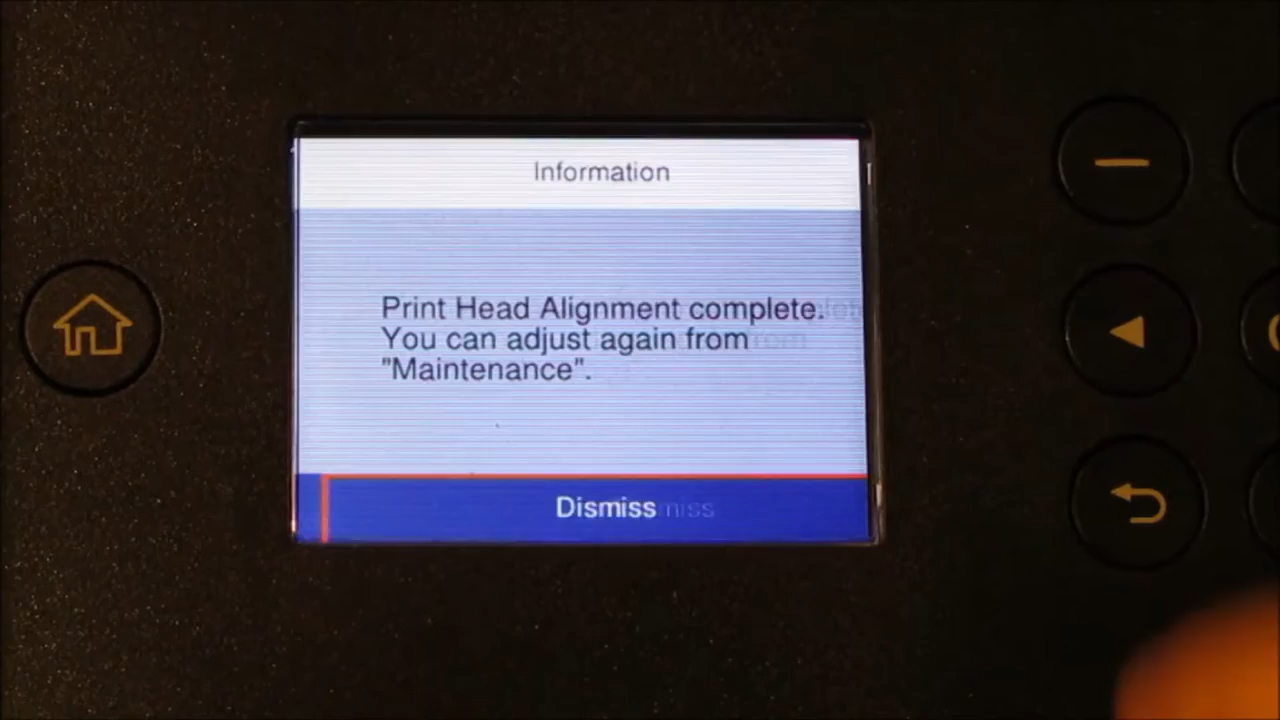 Information
Print Head Alignment complete.
You can adjust again from
"Maintenance".
Dismiss